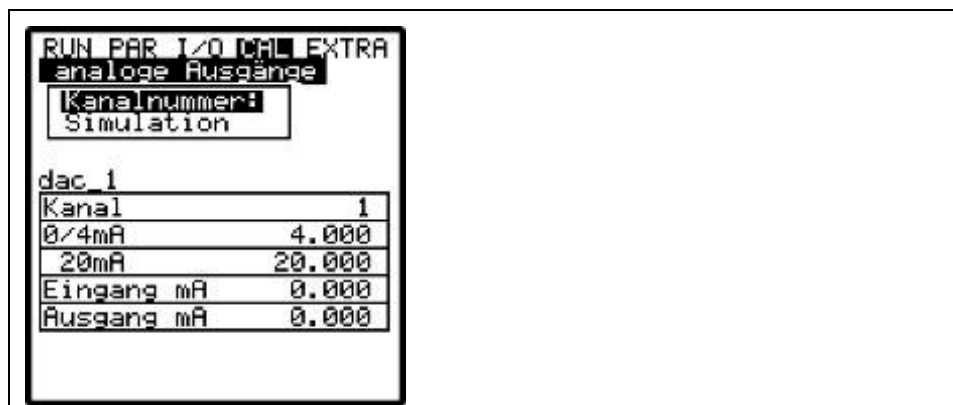 RUN PAR I/O CAL EXTRA
analoge Ausgänge
Kanalnummer:
Simulation
dac_1
Kanal 1
0/4mA 4.000
20mA 20.000
Eingang mA 0.000
Ausgang mA 0.000